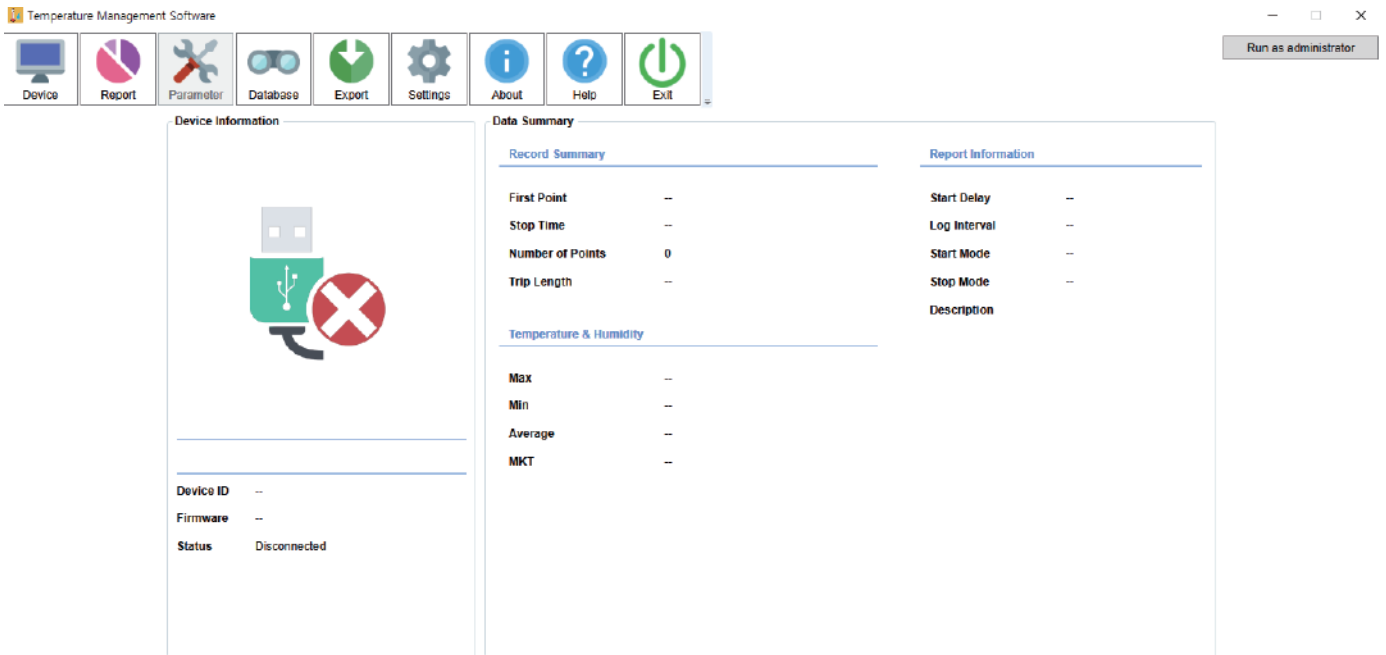 Temperature Management Software
Run as administrator
Device Report Parameter Database Export Settings About Help Exit
Device Information
Device ID --
Firmware --
Status Disconnected
Data Summary
Record Summary
First Point --
Stop Time --
Number of Points 0
Trip Length --
Temperature & Humidity
Max --
Min --
Average --
MKT --
Report Information
Start Delay --
Log Interval --
Start Mode --
Stop Mode --
Description